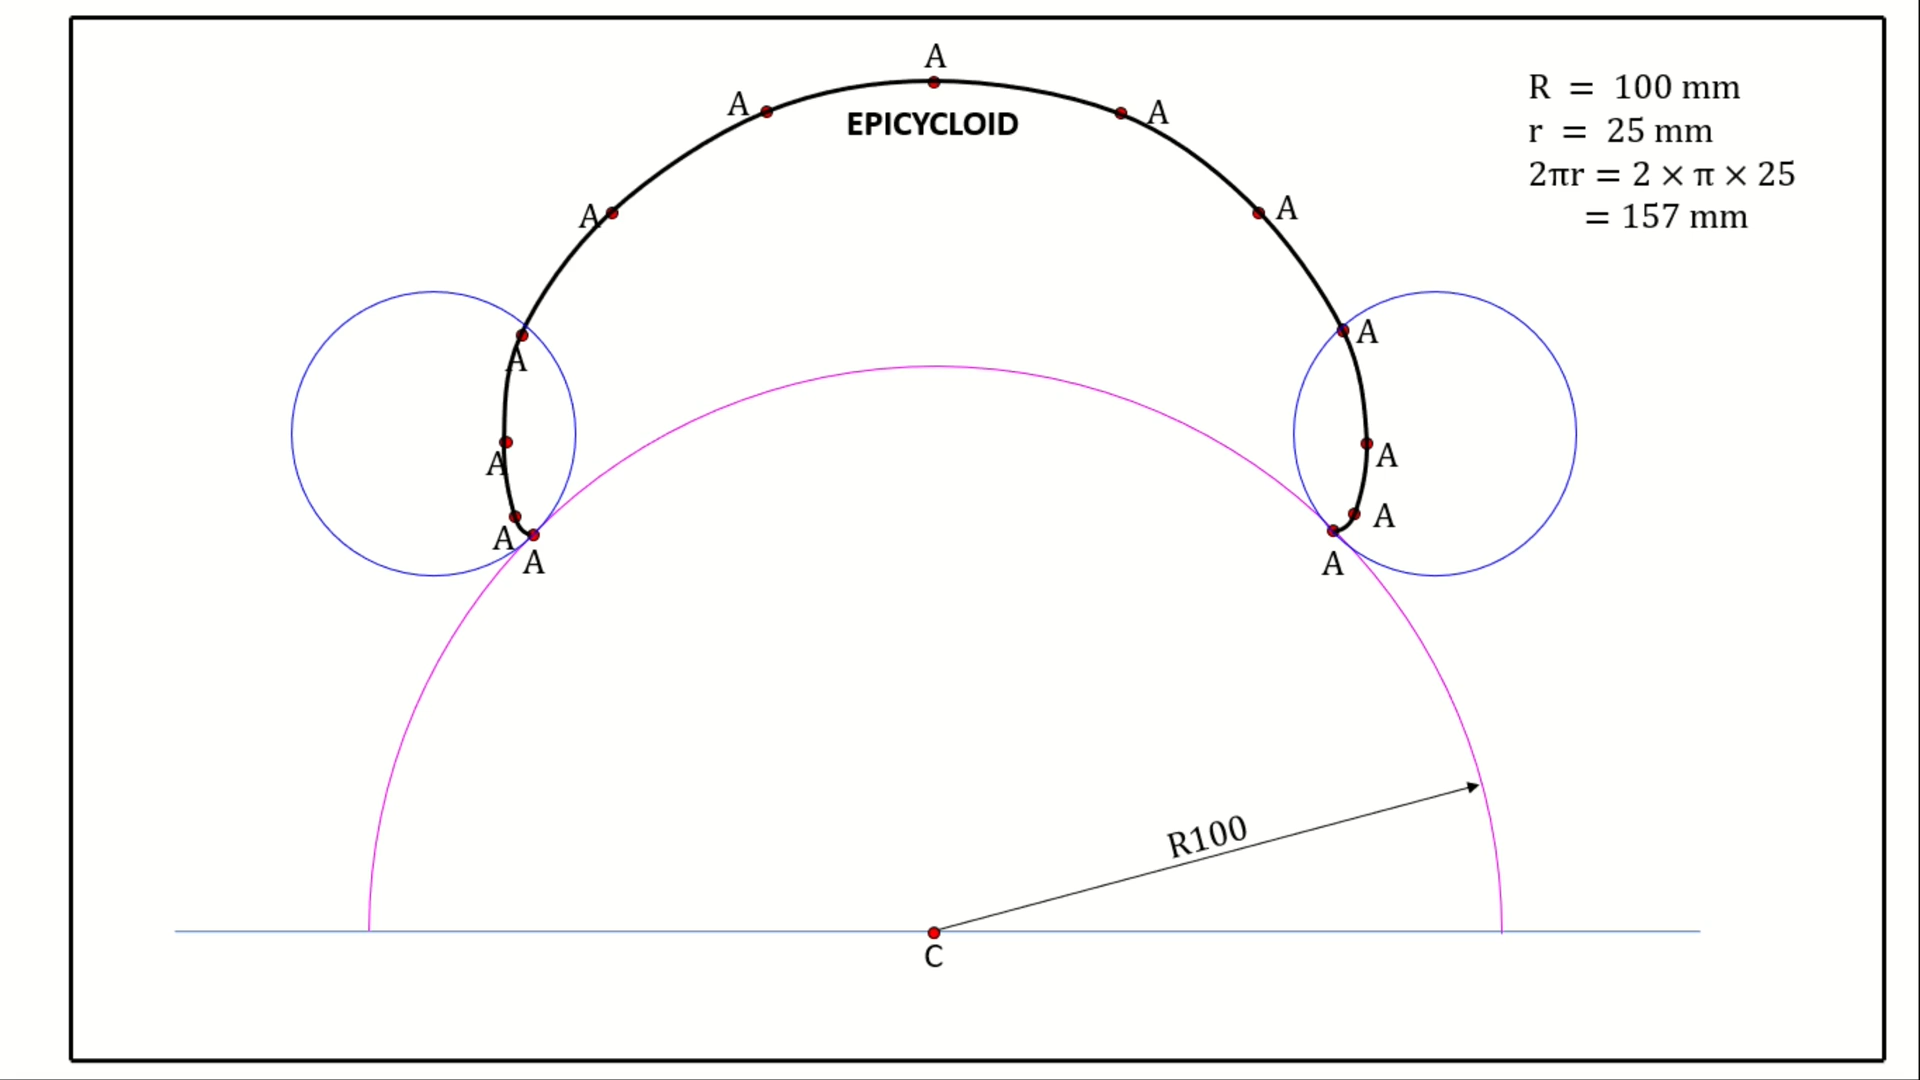 A
A
A
EPICYCLOID
R = 100 mm
r = 25 mm
2πr = 2 × π × 25
= 157 mm
A
A
A
A
A
A
A
A
A
A
R100
C